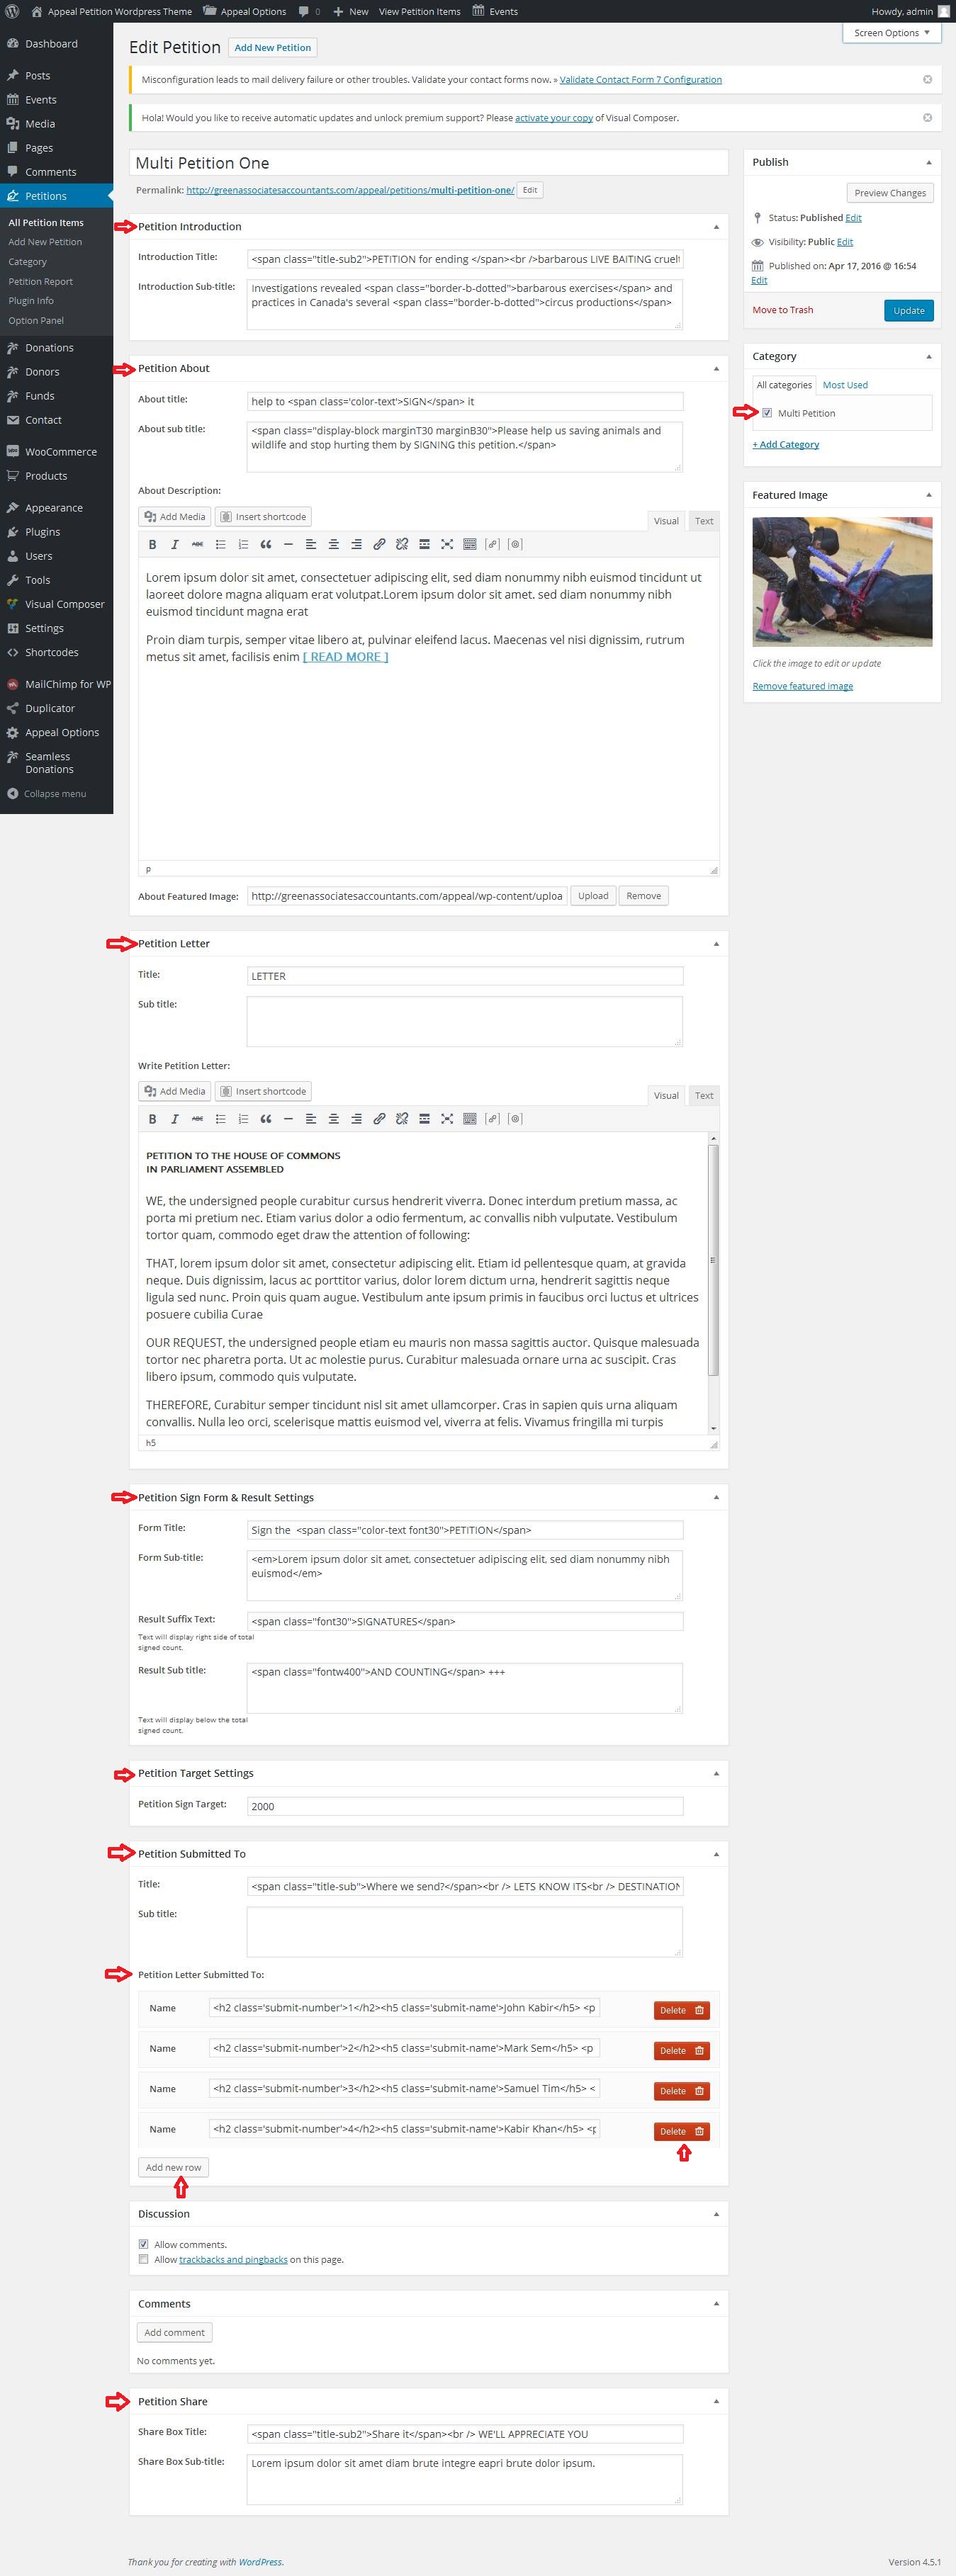 Appeal Petition Wordpress Theme Appeal Options 0 New View Petition Items Events Howdy, admin
Screen Options
Dashboard
Posts
Events
Media
Pages
Comments
Petitions
All Petition Items
Add New Petition
Category
Petition Report
Plugin Info
Option Panel
Donations
Donors
Funds
Contact
WooCommerce
Products
Appearance
Plugins
Users
Tools
Visual Composer
Settings
Shortcodes
MailChimp for WP
Duplicator
Appeal Options
Seamless
Donations
Collapse menu
Edit Petition Add New Petition
Misconfiguration leads to mail delivery failure or other troubles. Validate your contact forms now. » Validate Contact Form 7 Configuration
Hola! Would you like to receive automatic updates and unlock premium support? Please activate your copy of Visual Composer.
Multi Petition One
Permalink: http://greenassociatesaccountants.com/appeal/petitions/multi-petition-one/ Edit
Petition Introduction
Introduction Title: <span class="title-sub2">PETITION for ending </span><br />barbarous LIVE BAITING cruelt
Introduction Sub-title: Investigations revealed <span class="border-b-dotted">barbarous exercises</span> and
practices in Canada's several <span class="border-b-dotted">circus productions</span>
Petition About
About title: help to <span class='color-text'>SIGN</span> it
About sub title: <span class="display-block marginT30 marginB30">Please help us saving animals and
wildlife and stop hurting them by SIGNING this petition.</span>
About Description:
Add Media Insert shortcode Visual Text
B I ABC
Lorem ipsum dolor sit amet, consectetuer adipiscing elit, sed diam nonummy nibh euismod tincidunt ut
laoreet dolore magna aliquam erat volutpat.Lorem ipsum dolor sit amet. sed diam nonummy nibh
euismod tincidunt magna erat
Proin diam turpis, semper vitae libero at, pulvinar eleifend lacus. Maecenas vel nisi dignissim, rutrum
metus sit amet, facilisis enim [ READ MORE ]
p
About Featured Image: http://greenassociatesaccountants.com/appeal/wp-content/uploa Upload Remove
Petition Letter
Title: LETTER
Sub title:
Write Petition Letter:
Add Media Insert shortcode Visual Text
B I ABC
PETITION TO THE HOUSE OF COMMONS
IN PARLIAMENT ASSEMBLED
WE, the undersigned people curabitur cursus hendrerit viverra. Donec interdum pretium massa, ac
porta mi pretium nec. Etiam varius dolor a odio fermentum, ac convallis nibh vulputate. Vestibulum
tortor quam, commodo eget draw the attention of following:
THAT, lorem ipsum dolor sit amet, consectetur adipiscing elit. Etiam id pellentesque quam, at gravida
neque. Duis dignissim, lacus ac porttitor varius, dolor lorem dictum urna, hendrerit sagittis neque
ligula sed nunc. Proin quis quam augue. Vestibulum ante ipsum primis in faucibus orci luctus et ultrices
posuere cubilia Curae
OUR REQUEST, the undersigned people etiam eu mauris non massa sagittis auctor. Quisque malesuada
tortor nec pharetra porta. Ut ac molestie purus. Curabitur malesuada ornare urna ac suscipit. Cras
libero ipsum, commodo quis vulputate.
THEREFORE, Curabitur semper tincidunt nisl sit amet ullamcorper. Cras in sapien quis urna aliquam
convallis. Nulla leo orci, scelerisque mattis euismod vel, viverra at felis. Vivamus fringilla mi turpis
h5
Petition Sign Form & Result Settings
Form Title: Sign the <span class="color-text font30">PETITION</span>
Form Sub-title: <em>Lorem ipsum dolor sit amet, consectetuer adipiscing elit, sed diam nonummy nibh
euismod</em>
Result Suffix Text: <span class="font30">SIGNATURES</span>
Text will display right side of total
signed count.
Result Sub title: <span class="fontw400">AND COUNTING</span> +++
Text will display below the total
signed count.
Petition Target Settings
Petition Sign Target: 2000
Petition Submitted To
Title: <span class="title-sub">Where we send?</span><br /> LETS KNOW ITS<br /> DESTINATION
Sub title:
Petition Letter Submitted To:
Name <h2 class='submit-number'>1</h2><h5 class='submit-name'>John Kabir</h5> <p Delete
Name <h2 class='submit-number'>2</h2><h5 class='submit-name'>Mark Sem</h5> <p Delete
Name <h2 class='submit-number'>3</h2><h5 class='submit-name'>Samuel Tim</h5> < Delete
Name <h2 class='submit-number'>4</h2><h5 class='submit-name'>Kabir Khan</h5> <p Delete
Add new row
Discussion
Allow comments.
Allow trackbacks and pingbacks on this page.
Comments
Add comment
No comments yet.
Petition Share
Share Box Title: <span class="title-sub2">Share it</span><br /> WE'LL APPRECIATE YOU
Share Box Sub-title: Lorem ipsum dolor sit amet diam brute integre eapri brute dolor ipsum.
Publish
Preview Changes
Status: Published Edit
Visibility: Public Edit
Published on: Apr 17, 2016 @ 16:54
Edit
Move to Trash Update
Category
All categories Most Used
Multi Petition
+ Add Category
Featured Image
Click the image to edit or update
Remove featured image
Thank you for creating with WordPress. Version 4.5.1